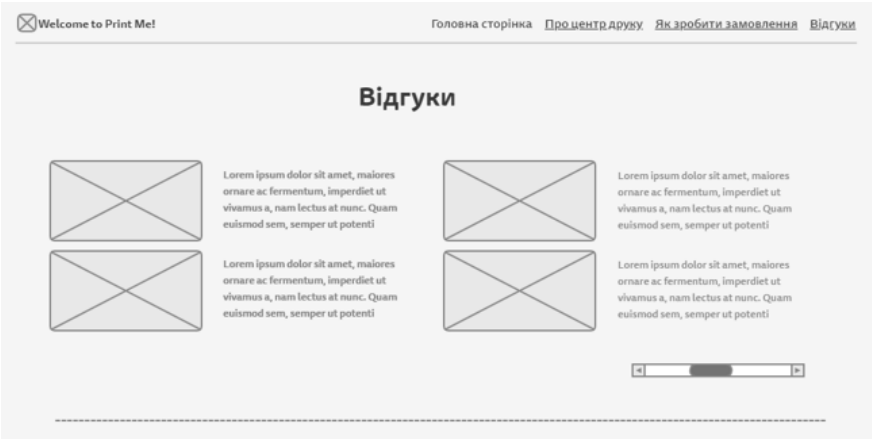 Welcome to Print Me!
Головна сторінка Про центр друку Як зробити замовлення Відгуки
Відгуки
Lorem ipsum dolor sit amet, maiores
ornare ac fermentum, imperdiet ut
vivamus a, nam lectus at nunc. Quam
euismod sem, semper ut potenti
Lorem ipsum dolor sit amet, maiores
ornare ac fermentum, imperdiet ut
vivamus a, nam lectus at nunc. Quam
euismod sem, semper ut potenti
Lorem ipsum dolor sit amet, maiores
ornare ac fermentum, imperdiet ut
vivamus a, nam lectus at nunc. Quam
euismod sem, semper ut potenti
Lorem ipsum dolor sit amet, maiores
ornare ac fermentum, imperdiet ut
vivamus a, nam lectus at nunc. Quam
euismod sem, semper ut potenti